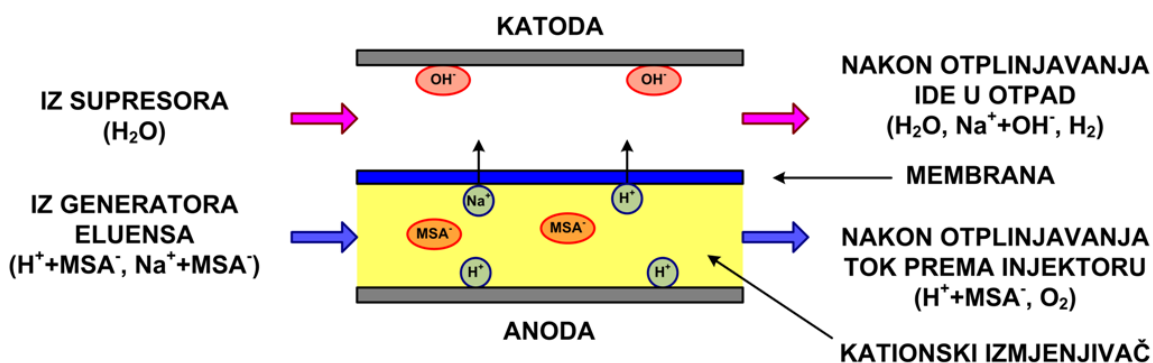 KATODA
OH⁻ OH⁻
IZ SUPRESORA
(H₂O)
NAKON OTPLINJAVANJA
IDE U OTPAD
(H₂O, Na⁺+OH⁻, H₂)
MEMBRANA
IZ GENERATORA
ELUENSA
(H⁺+MSA⁻, Na⁺+MSA⁻)
Na⁺ H⁺
MSA⁻ MSA⁻
H⁺ H⁺
NAKON OTPLINJAVANJA
TOK PREMA INJEKTORU
(H⁺+MSA⁻, O₂)
ANODA
KATIONSKI IZMJENJIVAČ